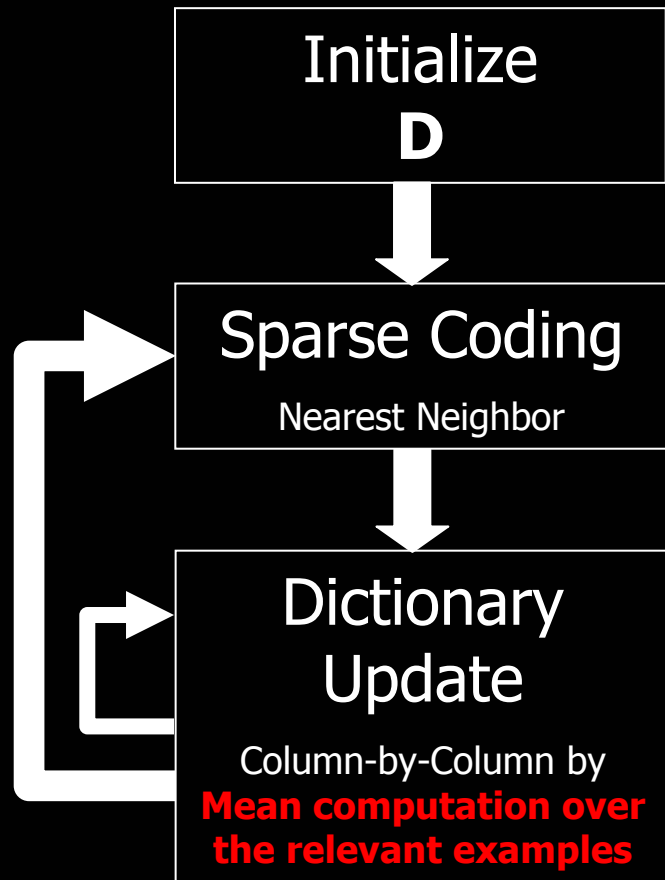 Initialize
D
Sparse Coding
Nearest Neighbor
Dictionary
Update
Column-by-Column by
Mean computation over
the relevant examples